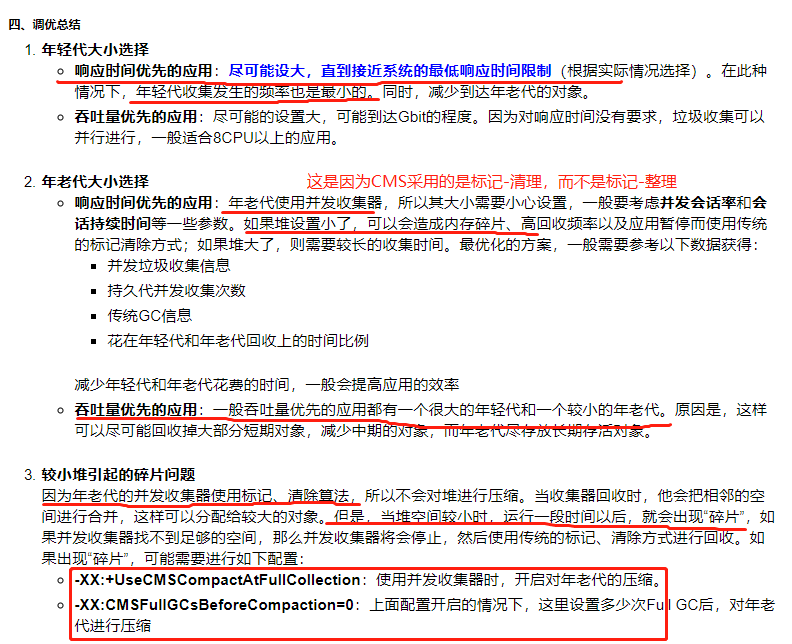 四、调优总结
1. 年轻代大小选择
响应时间优先的应用：尽可能设大，直到接近系统的最低响应时间限制（根据实际情况选择）。在此种
情况下，年轻代收集发生的频率也是最小的。同时，减少到达年老代的对象。
吞吐量优先的应用：尽可能的设置大，可能到达Gbit的程度。因为对响应时间没有要求，垃圾收集可以
并行进行，一般适合8CPU以上的应用。
2. 年老代大小选择
这是因为CMS采用的是标记-清理，而不是标记-整理
响应时间优先的应用：年老代使用并发收集器，所以其大小需要小心设置，一般要考虑并发会话率和会
话持续时间等一些参数。如果堆设置小了，可以会造成内存碎片、高回收频率以及应用暂停而使用传统
的标记清除方式；如果堆大了，则需要较长的收集时间。最优化的方案，一般需要参考以下数据获得：
并发垃圾收集信息
持久代并发收集次数
传统GC信息
花在年轻代和年老代回收上的时间比例
减少年轻代和年老代花费的时间，一般会提高应用的效率
吞吐量优先的应用：一般吞吐量优先的应用都有一个很大的年轻代和一个较小的年老代。原因是，这样
可以尽可能回收掉大部分短期对象，减少中期的对象，而年老代尽存放长期存活对象。
3. 较小堆引起的碎片问题
因为年老代的并发收集器使用标记、清除算法，所以不会对堆进行压缩。当收集器回收时，他会把相邻的空
间进行合并，这样可以分配给较大的对象。但是，当堆空间较小时，运行一段时间以后，就会出现“碎片”，如
果并发收集器找不到足够的空间，那么并发收集器将会停止，然后使用传统的标记、清除方式进行回收。如
果出现“碎片”，可能需要进行如下配置：
-XX:+UseCMSCompactAtFullCollection：使用并发收集器时，开启对年老代的压缩。
-XX:CMSFullGCsBeforeCompaction=0：上面配置开启的情况下，这里设置多少次Full GC后，对年老
代进行压缩